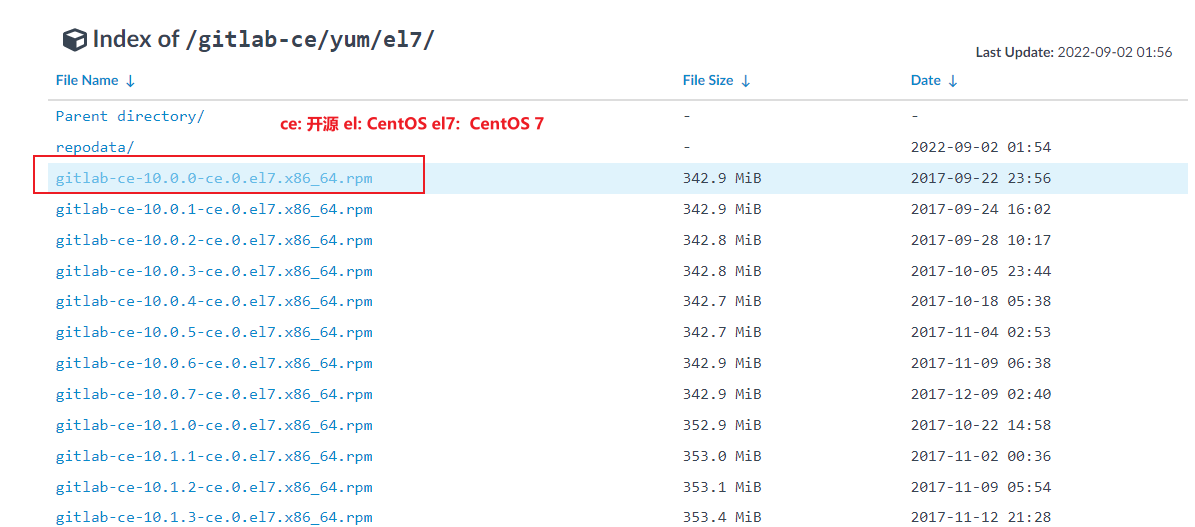 Index of /gitlab-ce/yum/el7/
Last Update: 2022-09-02 01:56
File Name ↓ File Size ↓ Date ↓
Parent directory/ - -
ce: 开源 el: CentOS el7: CentOS 7
repodata/ - 2022-09-02 01:54
gitlab-ce-10.0.0-ce.0.el7.x86_64.rpm 342.9 MiB 2017-09-22 23:56
gitlab-ce-10.0.1-ce.0.el7.x86_64.rpm 342.9 MiB 2017-09-24 16:02
gitlab-ce-10.0.2-ce.0.el7.x86_64.rpm 342.8 MiB 2017-09-28 10:17
gitlab-ce-10.0.3-ce.0.el7.x86_64.rpm 342.8 MiB 2017-10-05 23:44
gitlab-ce-10.0.4-ce.0.el7.x86_64.rpm 342.7 MiB 2017-10-18 05:38
gitlab-ce-10.0.5-ce.0.el7.x86_64.rpm 342.7 MiB 2017-11-04 02:53
gitlab-ce-10.0.6-ce.0.el7.x86_64.rpm 342.9 MiB 2017-11-09 06:38
gitlab-ce-10.0.7-ce.0.el7.x86_64.rpm 342.9 MiB 2017-12-09 02:40
gitlab-ce-10.1.0-ce.0.el7.x86_64.rpm 352.9 MiB 2017-10-22 14:58
gitlab-ce-10.1.1-ce.0.el7.x86_64.rpm 353.0 MiB 2017-11-02 00:36
gitlab-ce-10.1.2-ce.0.el7.x86_64.rpm 353.1 MiB 2017-11-09 05:54
gitlab-ce-10.1.3-ce.0.el7.x86_64.rpm 353.4 MiB 2017-11-12 21:28